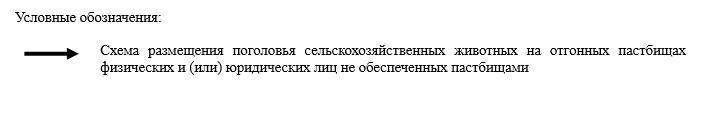 Условные обозначения:
Схема размещения поголовья сельскохозяйственных животных на отгонных пастбищах
физических и (или) юридических лиц не обеспеченных пастбищами